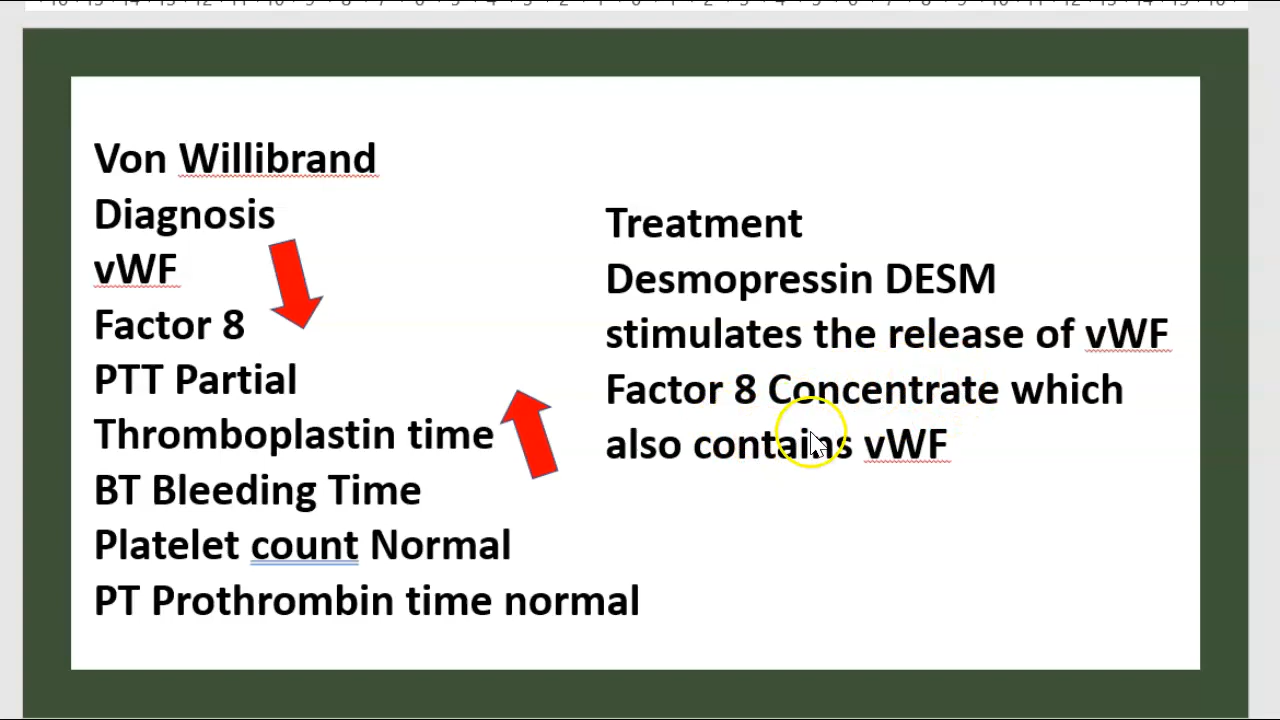 Von Willibrand
Diagnosis
vWF
Factor 8
PTT Partial
Thromboplastin time
BT Bleeding Time
Platelet count Normal
PT Prothrombin time normal
Treatment
Desmopressin DESM
stimulates the release of vWF
Factor 8 Concentrate which
also contains vWF